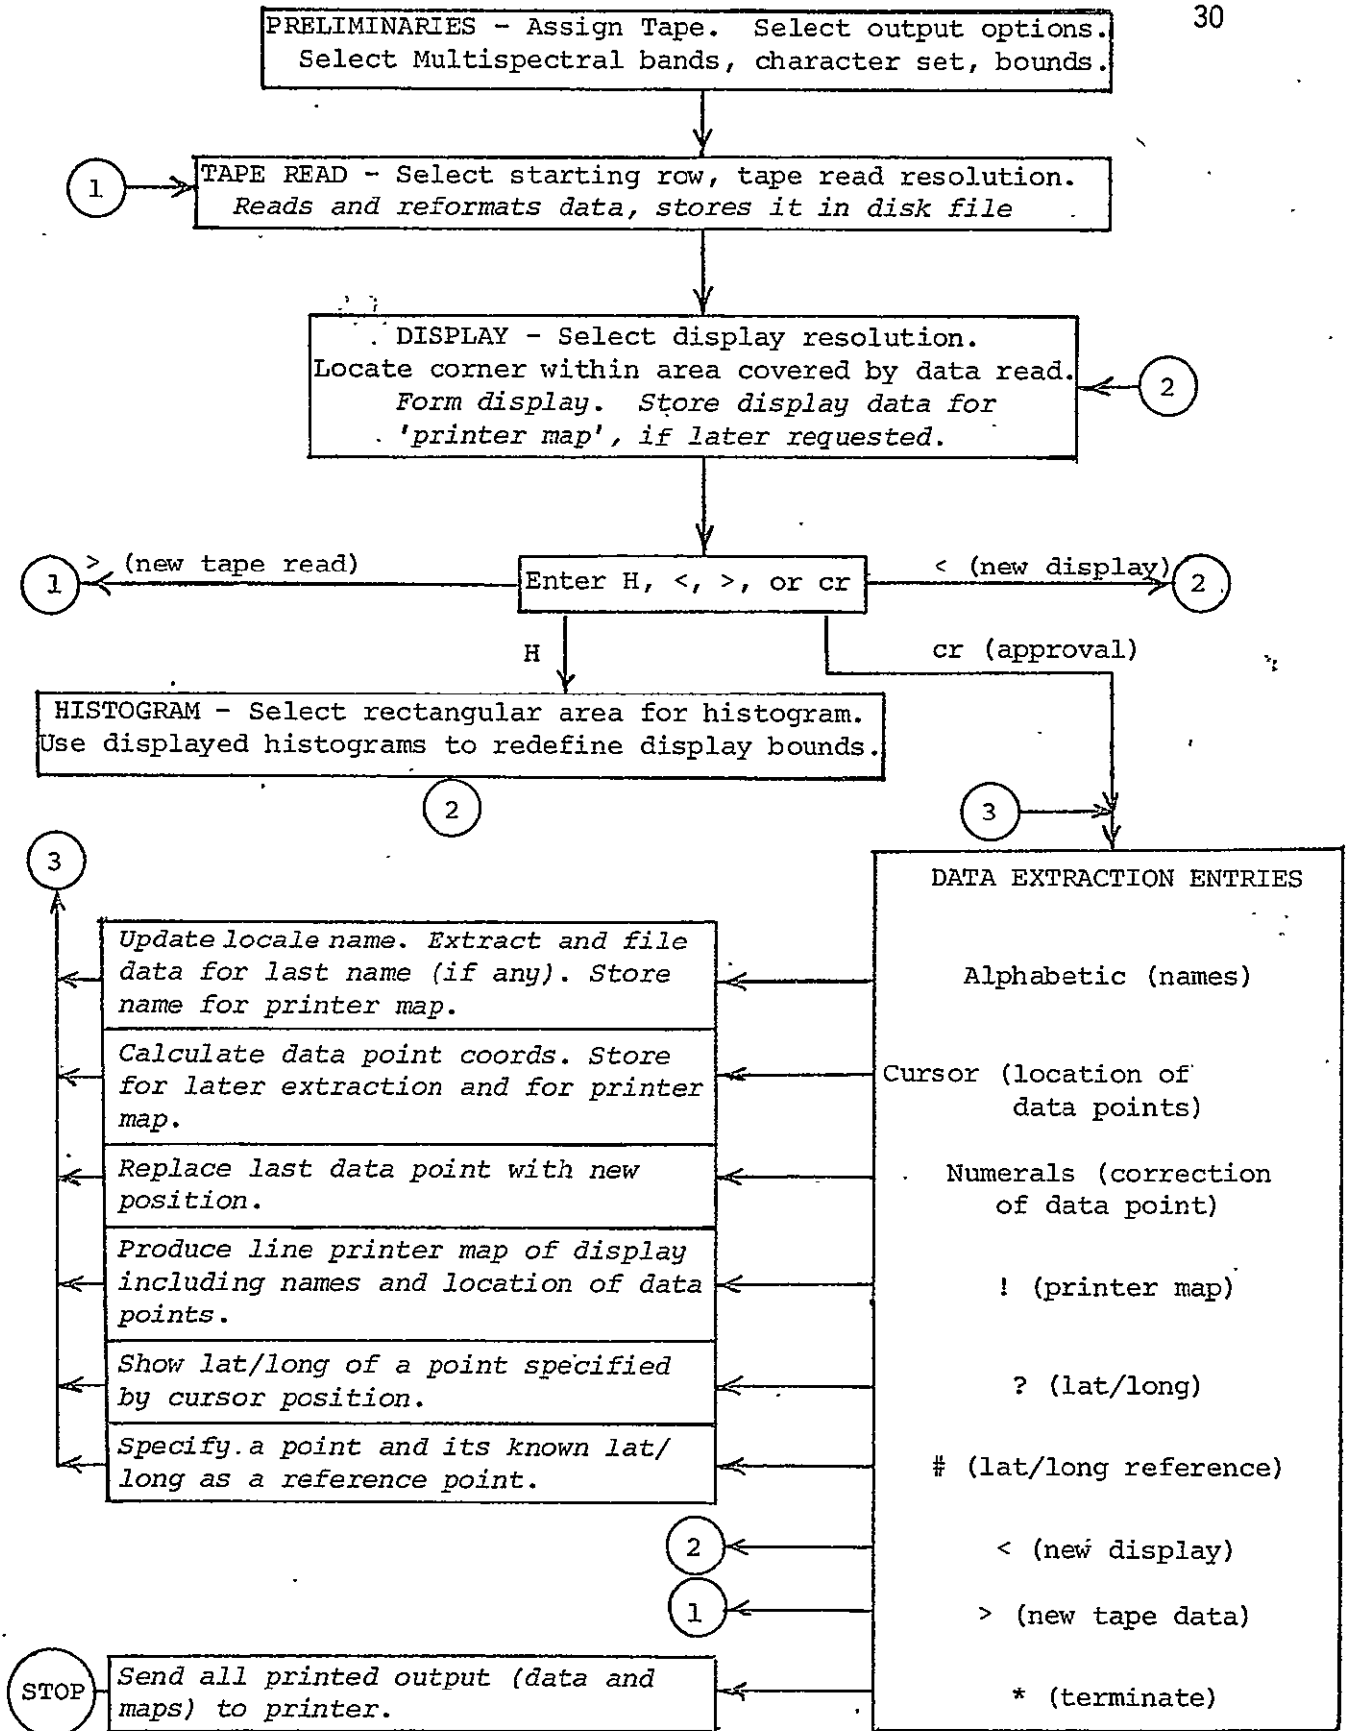 30
PRELIMINARIES - Assign Tape. Select output options.
Select Multispectral bands, character set, bounds.
1
TAPE READ - Select starting row, tape read resolution.
Reads and reformats data, stores it in disk file
DISPLAY - Select display resolution.
Locate corner within area covered by data read.
Form display. Store display data for
'printer map', if later requested.
2
1
> (new tape read)
Enter H, <, >, or cr
< (new display)
2
H
cr (approval)
HISTOGRAM - Select rectangular area for histogram.
Use displayed histograms to redefine display bounds.
2
3
3
DATA EXTRACTION ENTRIES
Update locale name. Extract and file
data for last name (if any). Store
name for printer map.
Alphabetic (names)
Calculate data point coords. Store
for later extraction and for printer
map.
Cursor (location of
data points)
Replace last data point with new
position.
Numerals (correction
of data point)
Produce line printer map of display
including names and location of data
points.
! (printer map)
Show lat/long of a point specified
by cursor position.
? (lat/long)
Specify a point and its known lat/
long as a reference point.
# (lat/long reference)
2
< (new display)
1
> (new tape data)
STOP
Send all printed output (data and
maps) to printer.
* (terminate)